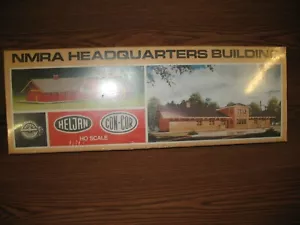 NMRA HEADQUARTERS BUILDING
HELJAN
CON-COR
HO SCALE